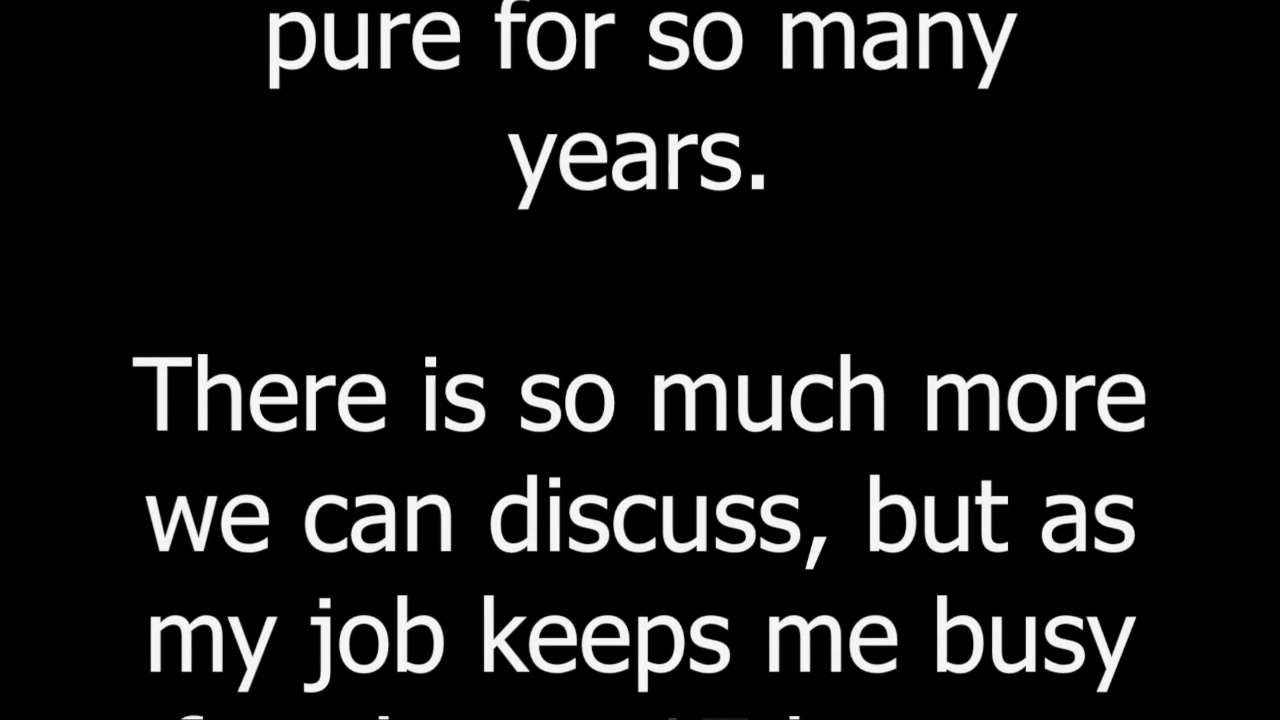 pure for so many
years.
There is so much more
we can discuss, but as
my job keeps me busy